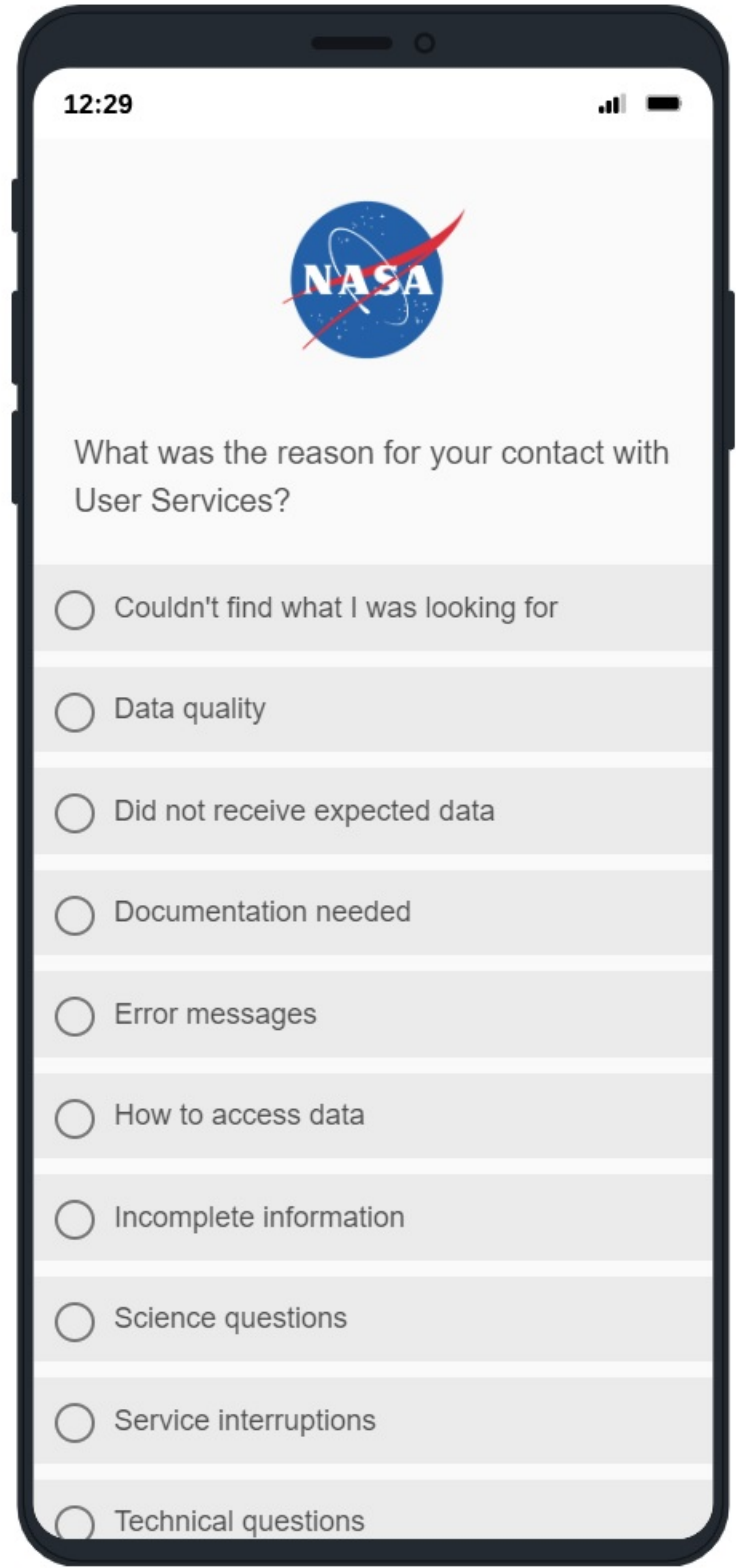 12:29
NASA
What was the reason for your contact with
User Services?
Couldn't find what I was looking for
Data quality
Did not receive expected data
Documentation needed
Error messages
How to access data
Incomplete information
Science questions
Service interruptions
Technical questions